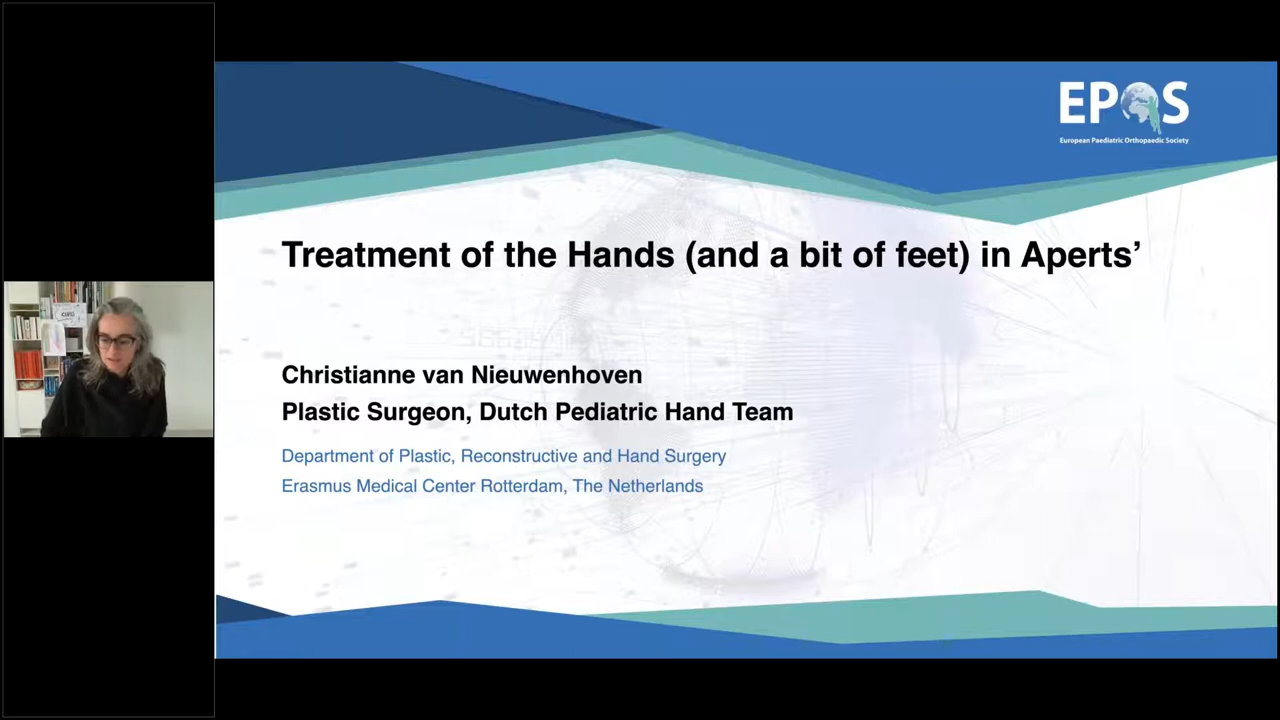 EPOS
European Paediatric Orthopaedic Society
Treatment of the Hands (and a bit of feet) in Aperts’
Christianne van Nieuwenhoven
Plastic Surgeon, Dutch Pediatric Hand Team
Department of Plastic, Reconstructive and Hand Surgery
Erasmus Medical Center Rotterdam, The Netherlands